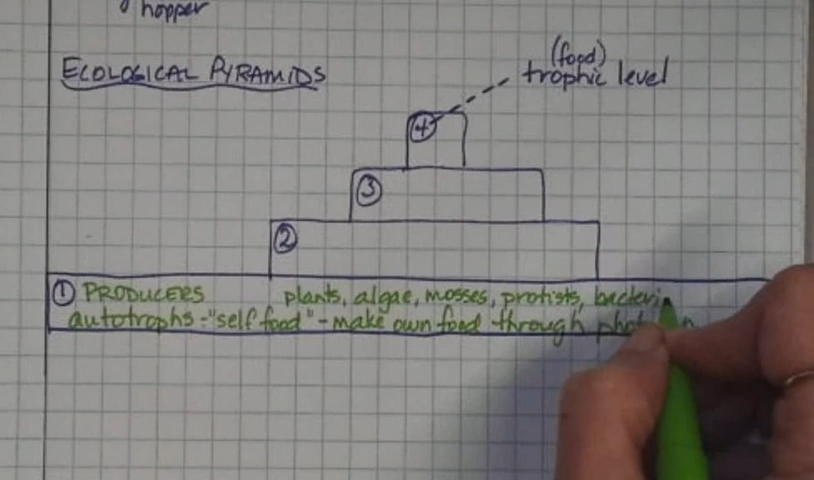 hopper
ECOLOGICAL PYRAMIDS
(food)
trophic level
④
③
②
① PRODUCERS plants, algae, mosses, protists, bacteri
autotrophs - "self food" - make own food through